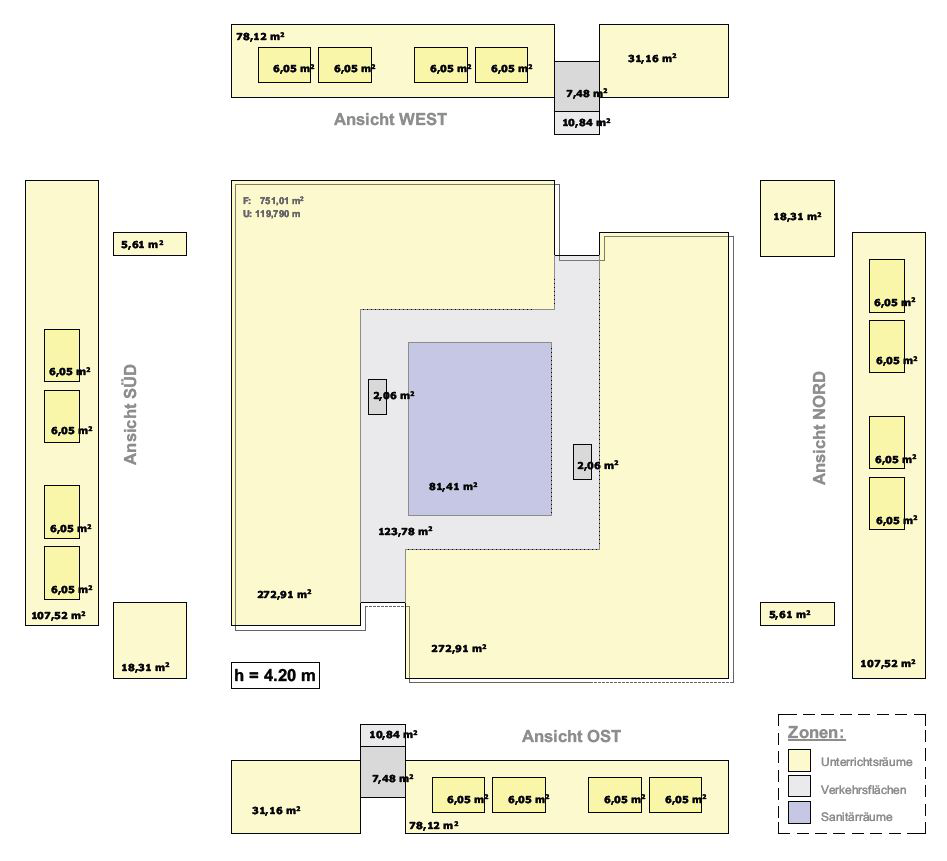 78,12 m²
6,05 m² 6,05 m² 6,05 m² 6,05 m²
31,16 m²
7,48 m²
10,84 m²
Ansicht WEST
F: 751,01 m²
U: 119,790 m
5,61 m²
6,05 m²
6,05 m²
6,05 m²
6,05 m²
107,52 m²
18,31 m²
Ansicht SÜD
2,06 m²
2,06 m²
81,41 m²
123,78 m²
272,91 m²
272,91 m²
h = 4.20 m
18,31 m²
6,05 m²
6,05 m²
6,05 m²
6,05 m²
5,61 m²
107,52 m²
Ansicht NORD
10,84 m²
7,48 m²
Ansicht OST
31,16 m²
6,05 m² 6,05 m² 6,05 m² 6,05 m²
78,12 m²
Zonen:
Unterrichtsräume
Verkehrsflächen
Sanitärräume